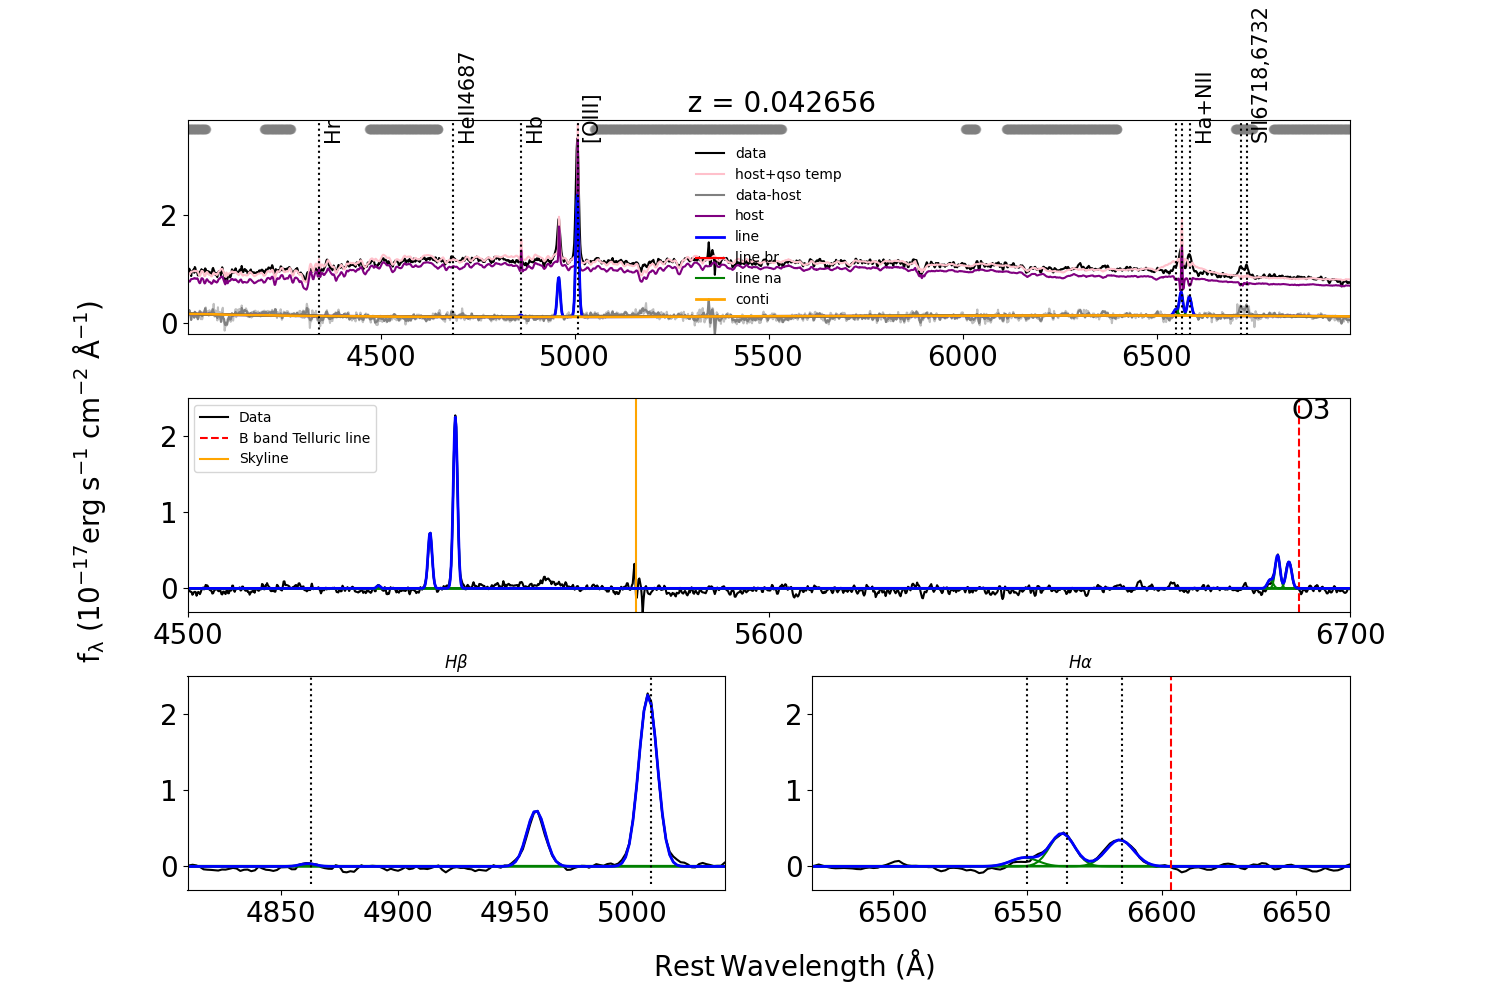 z = 0.042656
Hr
HeII4687
Hb
[OIII]
Ha+NII
SII6718,6732
data
host+qso temp
data-host
host
line
line br
line na
conti
2
0
4500
5000
5500
6000
6500
Data
B band Telluric line
Skyline
O3
2
1
0
4500
5600
6700
fλ (10⁻¹⁷erg s⁻¹ cm⁻² Å⁻¹)
Hβ
2
1
0
4850
4900
4950
5000
Hα
2
1
0
6500
6550
6600
6650
Rest Wavelength (Å)